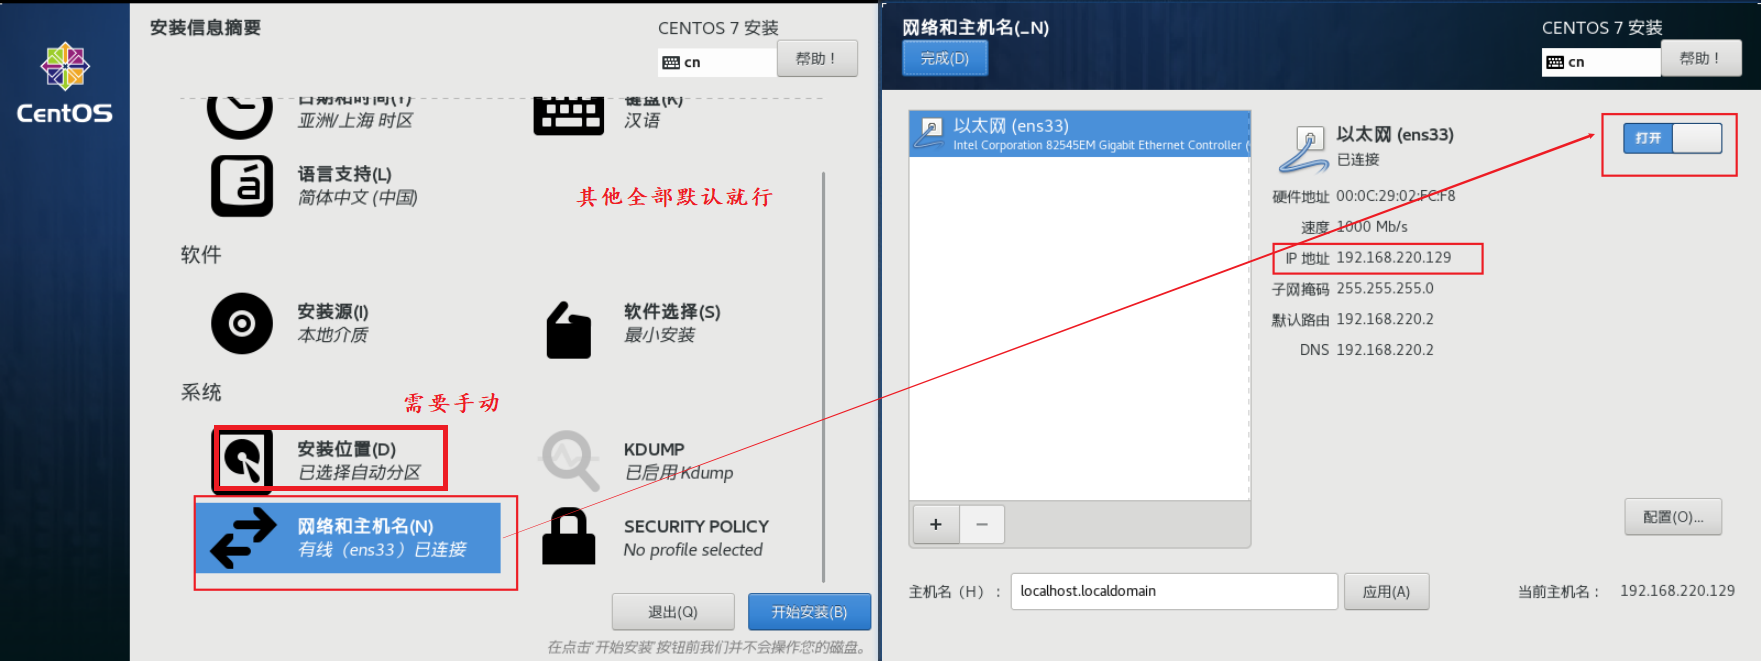 安装信息摘要
CENTOS 7 安装
cn
帮助！
CentOS
日期和时间(T)
亚洲/上海 时区
键盘(K)
汉语
语言支持(L)
简体中文 (中国)
其他全部默认就行
软件
安装源(I)
本地介质
软件选择(S)
最小安装
系统
需要手动
安装位置(D)
已选择自动分区
KDUMP
已启用 Kdump
网络和主机名(N)
有线（ens33）已连接
SECURITY POLICY
No profile selected
退出(Q)
开始安装(B)
在点击"开始安装"按钮前我们并不会操作您的磁盘。
网络和主机名(_N)
完成(D)
CENTOS 7 安装
cn
帮助！
以太网 (ens33)
Intel Corporation 82545EM Gigabit Ethernet Controller (
以太网 (ens33)
已连接
打开
硬件地址 00:0C:29:02:FC:F8
速度 1000 Mb/s
IP 地址 192.168.220.129
子网掩码 255.255.255.0
默认路由 192.168.220.2
DNS 192.168.220.2
+ −
配置(O)...
主机名（H）： localhost.localdomain
应用(A)
当前主机名： 192.168.220.129